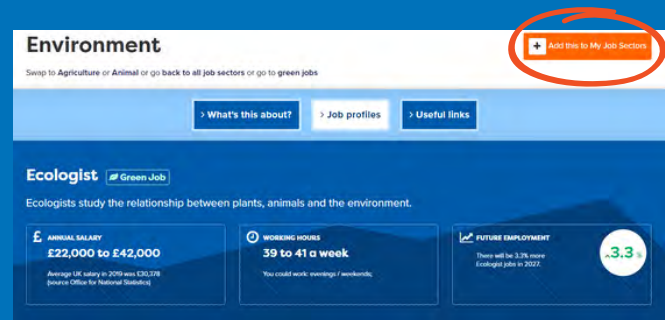 Environment
+ Add this to My Job Sectors
Swap to Agriculture or Animal or go back to all job sectors or go to green jobs
> What's this about?
> Job profiles
> Useful links
Ecologist Green Job
Ecologists study the relationship between plants, animals and the environment.
£ ANNUAL SALARY
£22,000 to £42,000
Average UK salary in 2019 was £30,378
(source Office for National Statistics)
WORKING HOURS
39 to 41 a week
You could work: evenings / weekends;
FUTURE EMPLOYMENT
There will be 3.3% more
Ecologist jobs in 2027.
^3.3 %